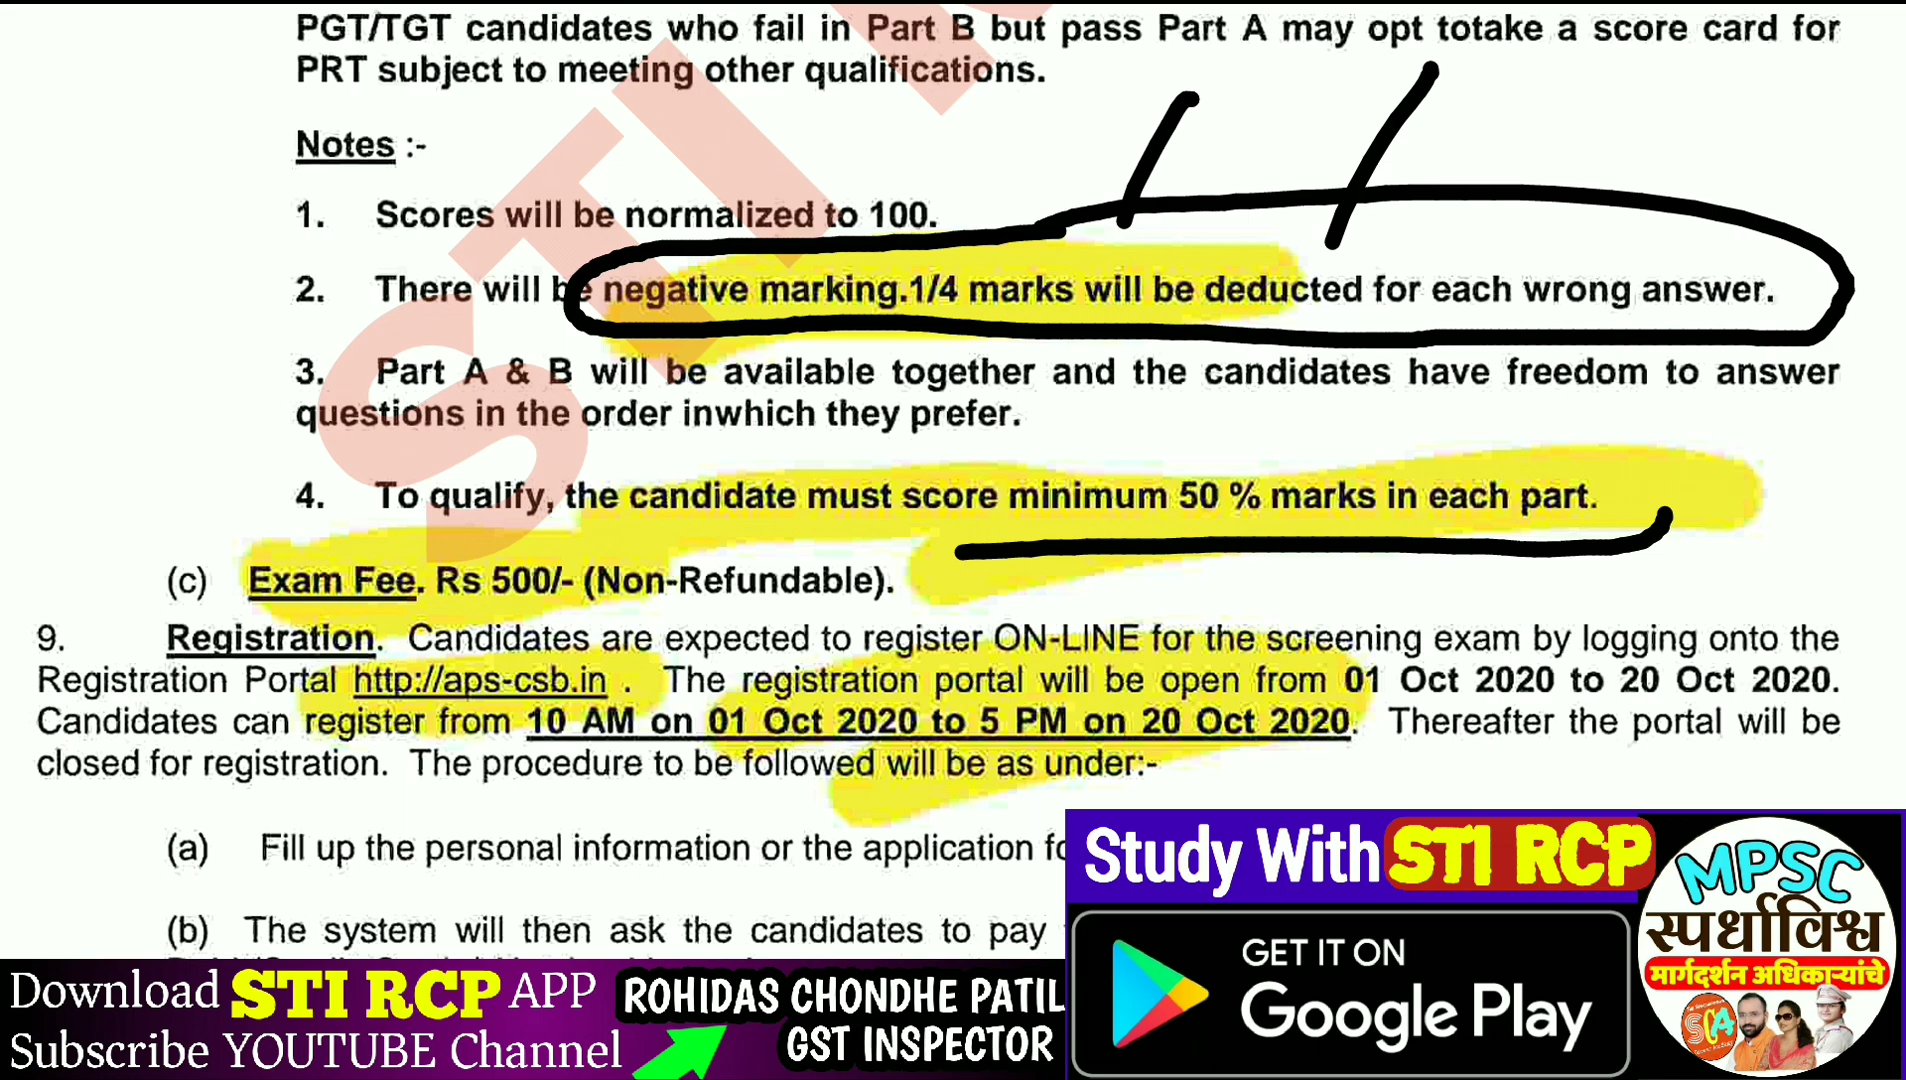 PGT/TGT candidates who fail in Part B but pass Part A may opt totake a score card for
PRT subject to meeting other qualifications.
Notes :-
1. Scores will be normalized to 100.
2. There will be negative marking.1/4 marks will be deducted for each wrong answer.
3. Part A & B will be available together and the candidates have freedom to answer
questions in the order inwhich they prefer.
4. To qualify, the candidate must score minimum 50 % marks in each part.
(c) Exam Fee. Rs 500/- (Non-Refundable).
9. Registration. Candidates are expected to register ON-LINE for the screening exam by logging onto the
Registration Portal http://aps-csb.in . The registration portal will be open from 01 Oct 2020 to 20 Oct 2020.
Candidates can register from 10 AM on 01 Oct 2020 to 5 PM on 20 Oct 2020. Thereafter the portal will be
closed for registration. The procedure to be followed will be as under:-
(a) Fill up the personal information or the application
(b) The system will then ask the candidates to pay
Study With STI RCP
GET IT ON
Google Play
MPSC
स्पर्धाविश्व
मार्गदर्शन अधिकाऱ्यांचे
SCA
Download STI RCP APP
Subscribe YOUTUBE Channel
ROHIDAS CHONDHE PATIL
GST INSPECTOR